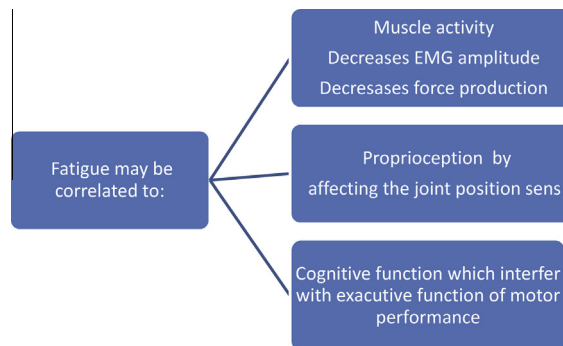 Muscle activity
Decreases EMG amplitude
Decresases force production
Fatigue may be
correlated to:
Proprioception by
affecting the joint position sens
Cognitive function which interfer
with exacutive function of motor
performance